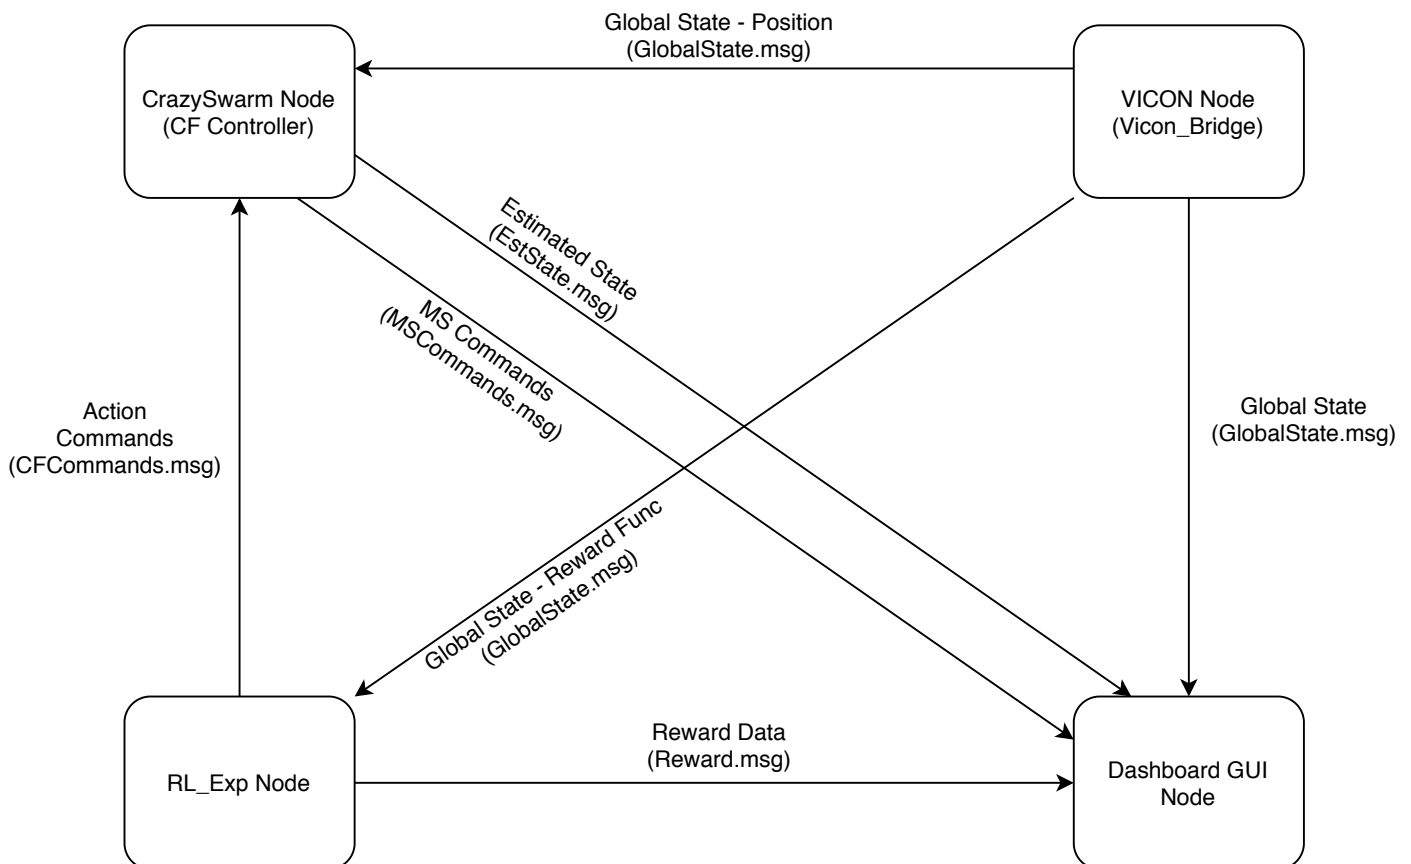 Global State - Position
(GlobalState.msg)
CrazySwarm Node
(CF Controller)
VICON Node
(Vicon_Bridge)
Estimated State
(EstState.msg)
MS Commands
(MSCommands.msg)
Action
Commands
(CFCommands.msg)
Global State
(GlobalState.msg)
Global State - Reward Func
(GlobalState.msg)
Reward Data
(Reward.msg)
RL_Exp Node
Dashboard GUI
Node